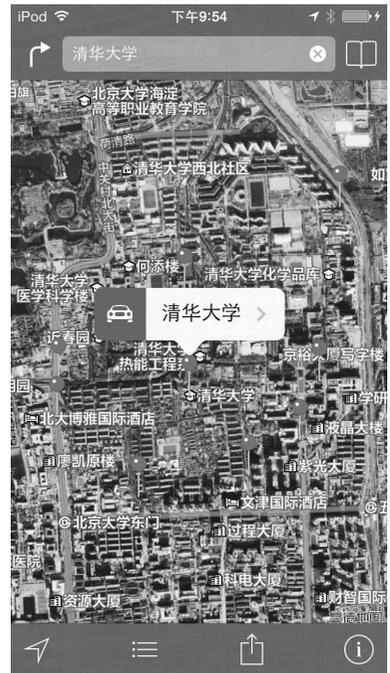 iPod 下午9:54
清华大学
北京大学海淀
高等职业教育学院
荷清路
中关村北大街
清华大学西北社区
何添楼
清华大学化学品库
清华大学
医学科学楼
清华大学
近春园
清华大
热能工程
京裕大厦写字楼
清华大学
学研
北大博雅国际酒店
液晶大楼
廖凯原楼
紫光大厦
文津国际酒店
北京大学东门
过程大厦
医院
科电大厦
资源大厦
财智国际
高德地图